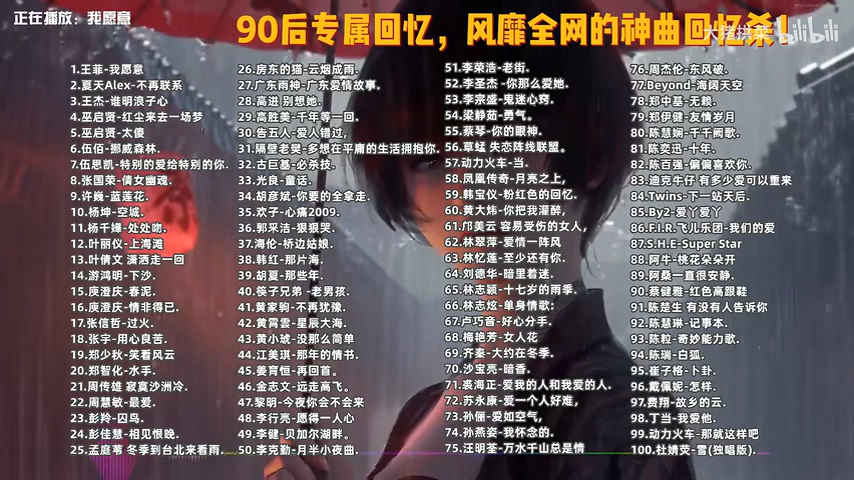 正在播放：我愿意
90后专属回忆，风靡全网的神曲回忆杀！
大猪拱菜 bilibili
1.王菲-我愿意
2.夏天Alex-不再联系
3.王杰-谁明浪子心
4.巫启贤-红尘来去一场梦
5.巫启贤-太傻
6.伍佰-挪威森林.
7.伍思凯-特别的爱给特别的你.
8.张国荣-倩女幽魂.
9.许巍-蓝莲花.
10.杨坤-空城.
11.杨千嬅-处处吻.
12.叶丽仪-上海滩
13.叶倩文 潇洒走一回
14.游鸿明-下沙.
15.庾澄庆-春泥.
16.庾澄庆-情非得已.
17.张信哲-过火.
18.张宇-用心良苦.
19.郑少秋-笑看风云
20.郑智化-水手.
21.周传雄 寂寞沙洲冷.
22.周慧敏-最爱.
23.彭羚-囚鸟.
24.彭佳慧-相见恨晚.
25.孟庭苇 冬季到台北来看雨.
26.房东的猫-云烟成雨.
27.广东雨神-广东爱情故事.
28.高进 别想她.
29.高胜美-千年等一回.
30.告五人-爱人错过,
31.隔壁老樊-多想在平庸的生活拥抱你.
32.古巨基-必杀技.
33.光良-童话.
34.胡彦斌-你要的全拿走.
35.欢子-心痛2009.
36.郭采洁-狠狠哭.
37.海伦-桥边姑娘.
38.韩红-那片海.
39.胡夏-那些年.
40.筷子兄弟 -老男孩.
41.黄家驹-不再犹豫.
42.黄霄雲-星辰大海.
43.黄小琥-没那么简单
44.江美琪-那年的情书.
45.姜育恒-再回首。
46.金志文-远走高飞。
47.黎明-今夜你会不会来
48.李行亮-愿得一人心
49.李健-贝加尔湖畔。
50.李克勤-月半小夜曲.
51.李荣浩-老街.
52.李圣杰 -你那么爱她.
53.李宗盛-鬼迷心窍.
54.梁静茹-勇气。
55.蔡琴-你的眼神.
56.草蜢 失恋阵线联盟。
57.动力火车-当.
58.凤凰传奇-月亮之上,
59.韩宝仪-粉红色的回忆.
60.黄大炜-你把我灌醉,
61.邝美云 容易受伤的女人,
62.林翠萍-爱情一阵风
63.林忆莲-至少还有你.
64.刘德华-暗里着迷.
65.林志颖-十七岁的雨季.
66.林志炫-单身情歌:
67.卢巧音-好心分手.
68.梅艳芳-女人花
69.齐秦-大约在冬季.
70.沙宝亮-暗香.
71.裘海正-爱我的人和我爱的人.
72.苏永康-爱一个人好难,
73.孙俪-爱如空气,
74.孙燕姿-我怀念的.
75.汪明荃-万水千山总是情
76.周杰伦-东风破.
77.Beyond-海阔天空
78.郑中基-无赖.
79.郑伊健-友情岁月
80.陈慧娴-千千阙歌.
81.陈奕迅-十年.
82.陈百强-偏偏喜欢你.
83.迪克牛仔 有多少爱可以重来
84.Twins-下一站天后.
85.By2-爱丫爱丫
86.F.I.R.飞儿乐团-我们的爱
87.S.H.E-Super Star
88.阿牛-桃花朵朵开
89.阿桑一直很安静.
90.蔡健雅-红色高跟鞋
91.陈楚生 有没有人告诉你
92.陈慧琳-记事本.
93.陈粒-奇妙能力歌.
94.陈瑞-白狐.
95.崔子格-卜卦.
96.戴佩妮-怎样.
97.费翔-故乡的云.
98.丁当-我爱他.
99.动力火车-那就这样吧
100.杜婧荧-雪(独唱版).